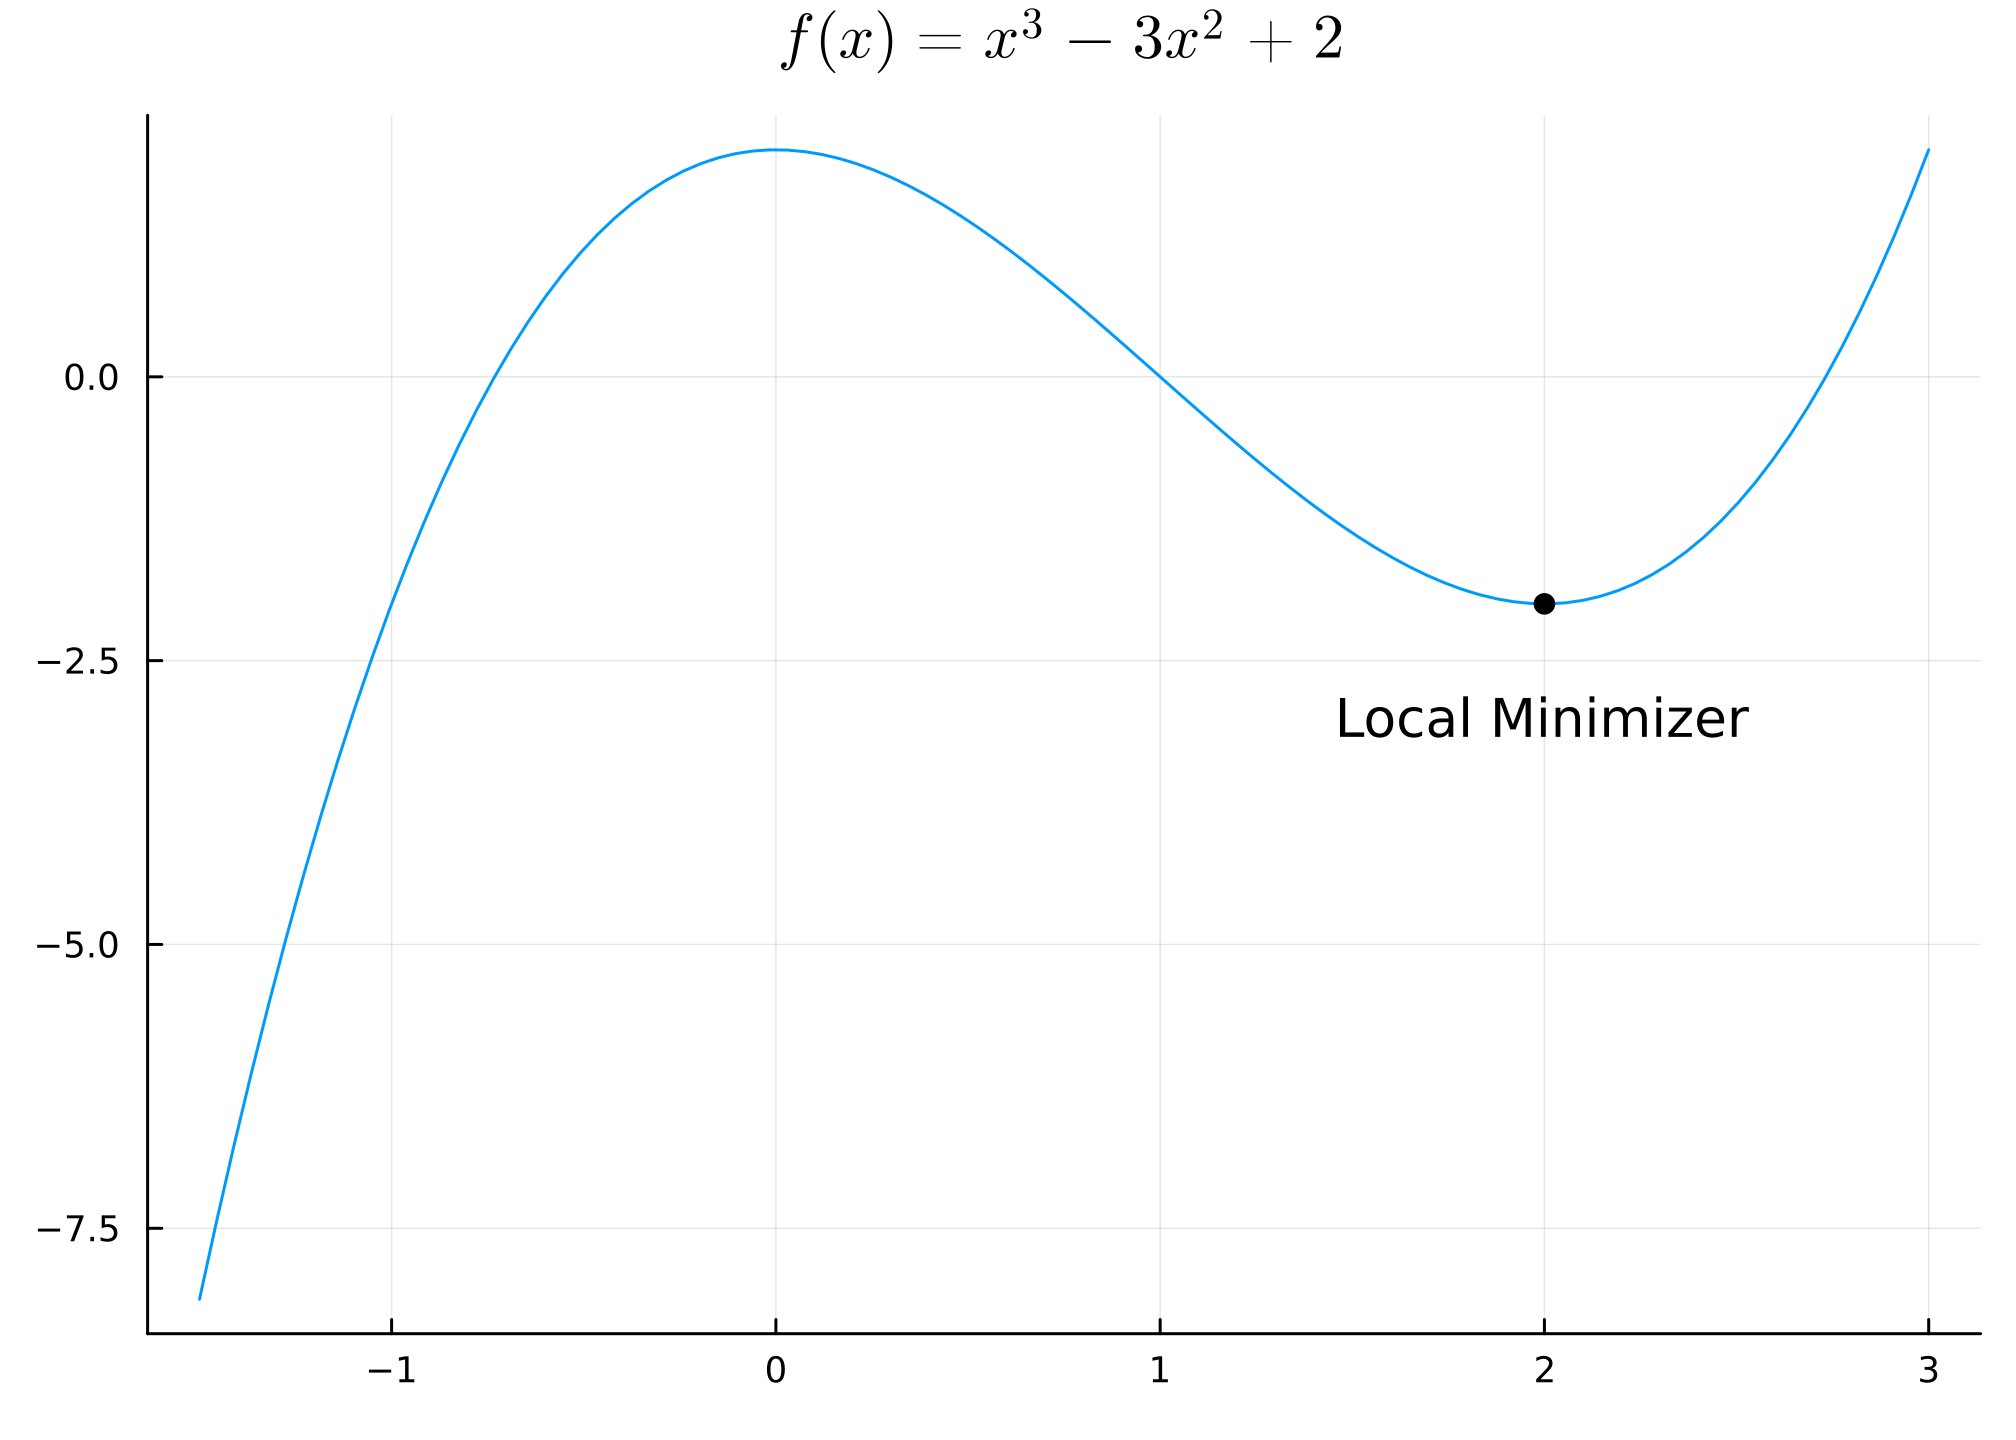 f(x) = x³ − 3x² + 2
0.0
−2.5
Local Minimizer
−5.0
−7.5
−1 0 1 2 3